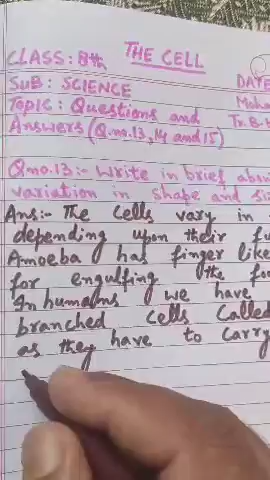 THE CELL
CLASS: 8th
SUB: SCIENCE
DATE
TOPIC: Questions and
Answers (Q.no.13, 14 and 15)
Q.no.13:- Write in brief about
variation in shape and
Ans:- The Cells vary in
depending upon their
Amoeba has finger like
for engulfing the
In humans we have
branched cells called
as they have to carry